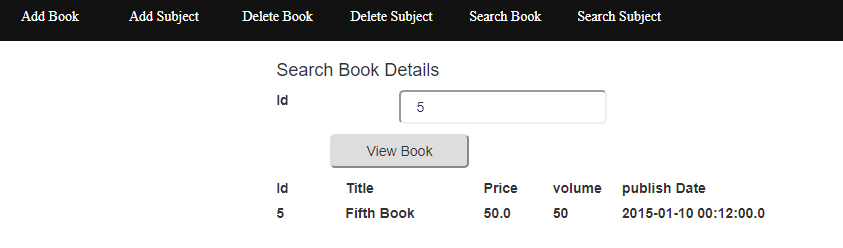 Add Book Add Subject Delete Book Delete Subject Search Book Search Subject
Search Book Details
Id 5
View Book
Id Title Price volume publish Date
5 Fifth Book 50.0 50 2015-01-10 00:12:00.0